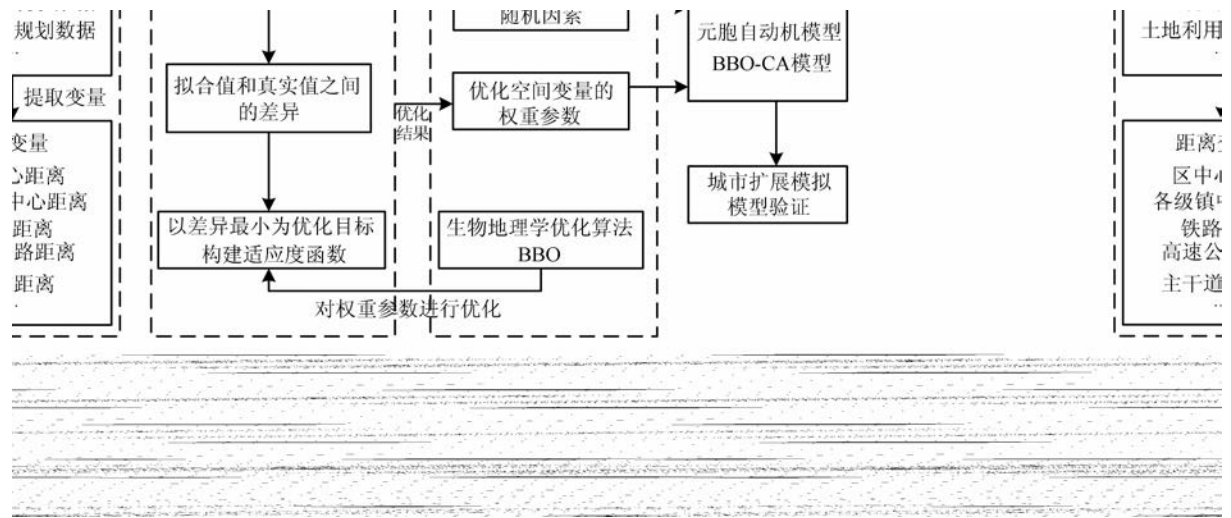 规划数据
提取变量
变量
心距离
中心距离
距离
路距离
距离
拟合值和真实值之间
的差异
以差异最小为优化目标
构建适应度函数
优化
结果
随机因素
优化空间变量的
权重参数
生物地理学优化算法
BBO
对权重参数进行优化
元胞自动机模型
BBO-CA模型
城市扩展模拟
模型验证
土地利用
距离
区中心
各级镇中
铁路
高速公
主干道